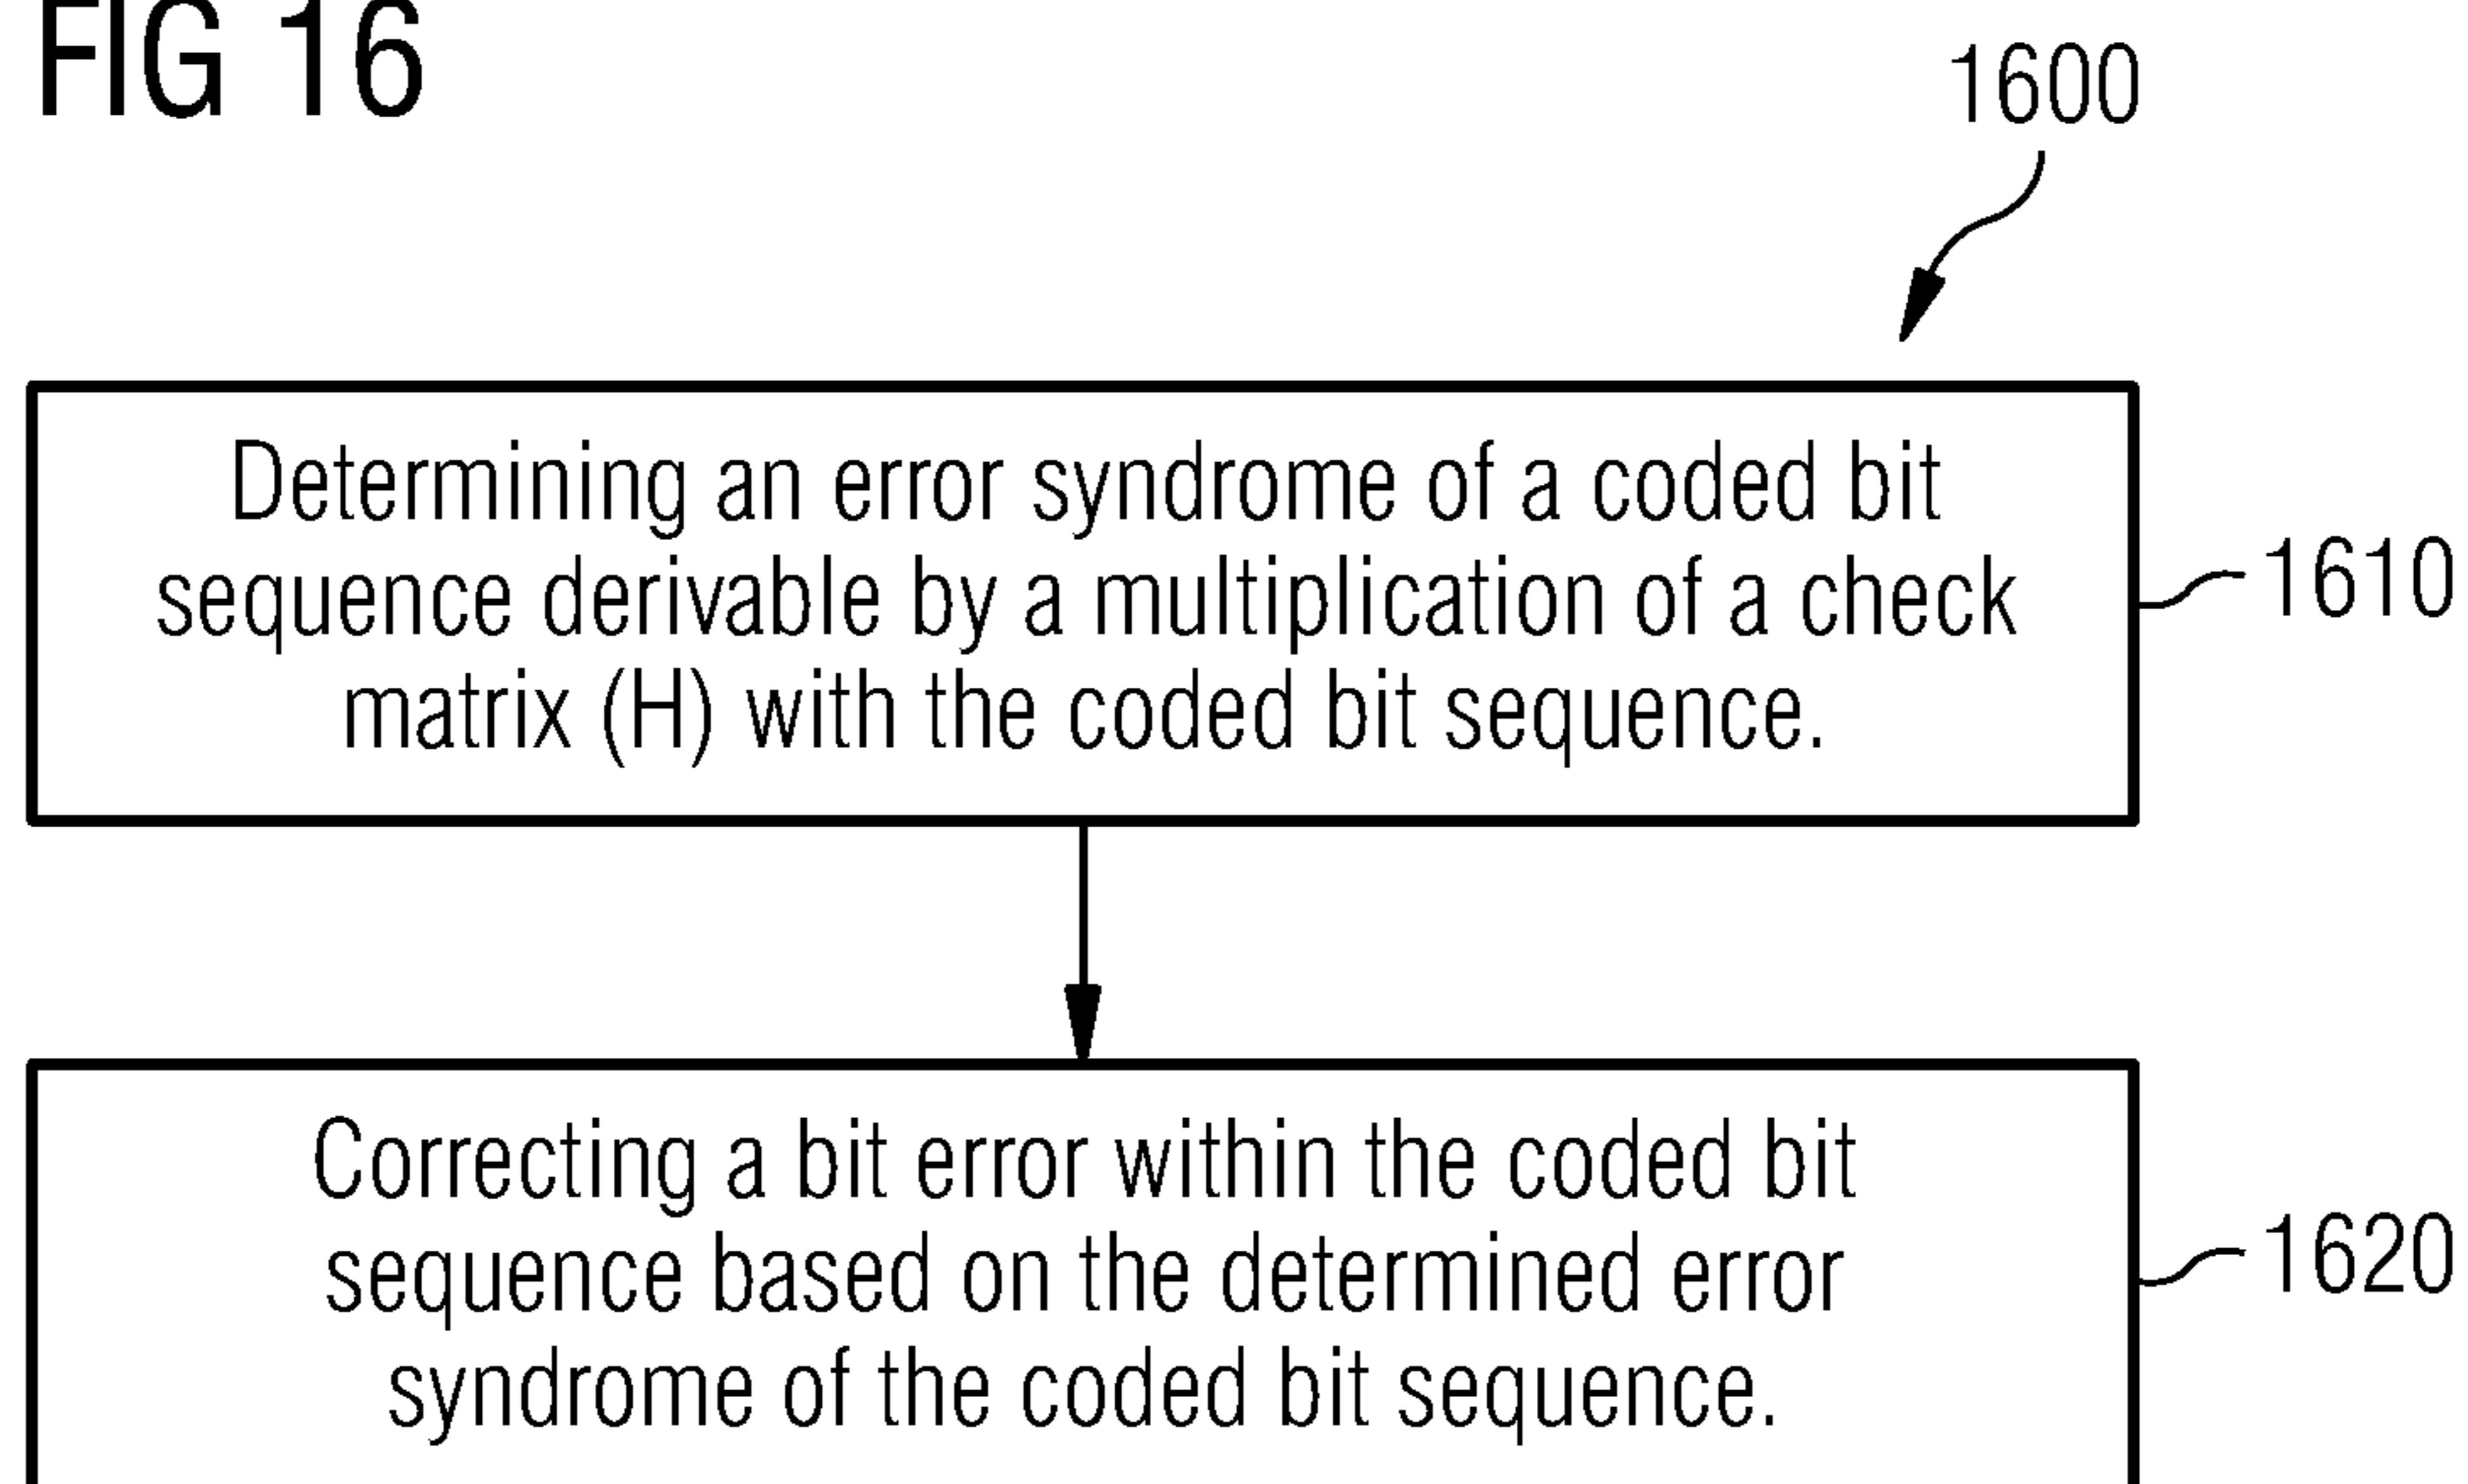 FIG 16
1600
Determining an error syndrome of a coded bit
sequence derivable by a multiplication of a check
matrix (H) with the coded bit sequence.
1610
Correcting a bit error within the coded bit
sequence based on the determined error
syndrome of the coded bit sequence.
1620